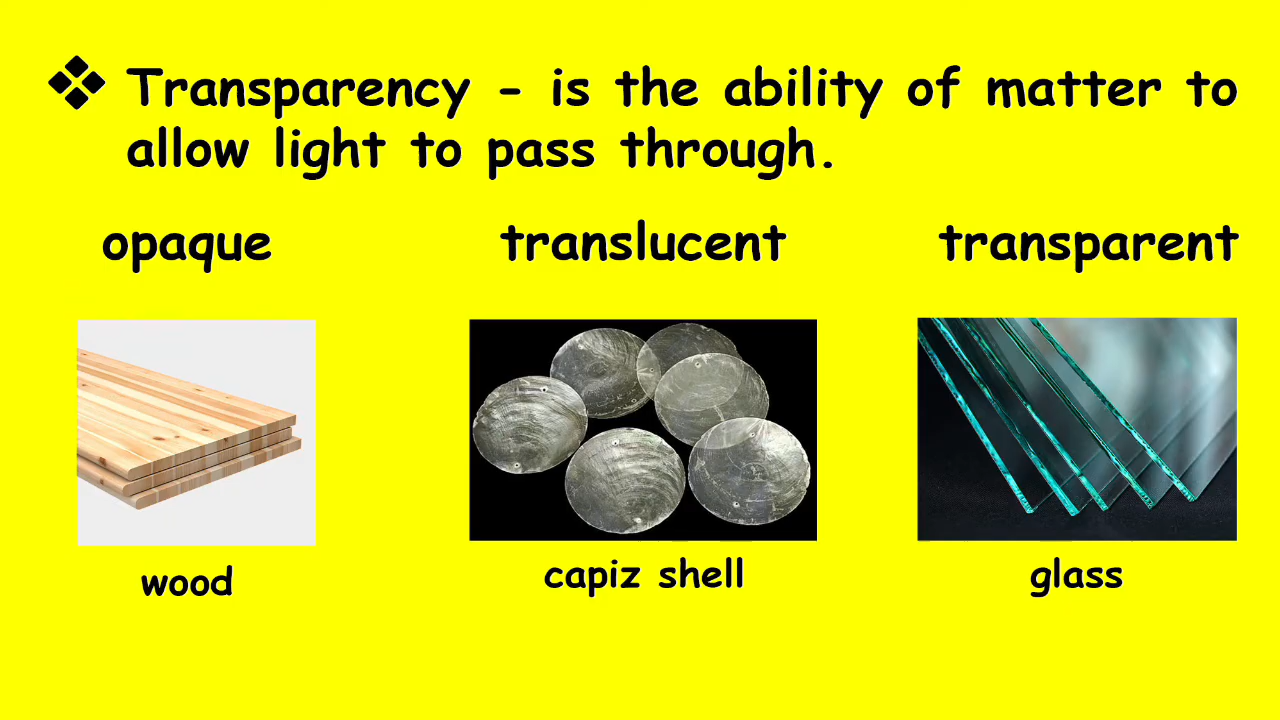 ❖ Transparency - is the ability of matter to
allow light to pass through.
opaque translucent transparent
wood capiz shell glass